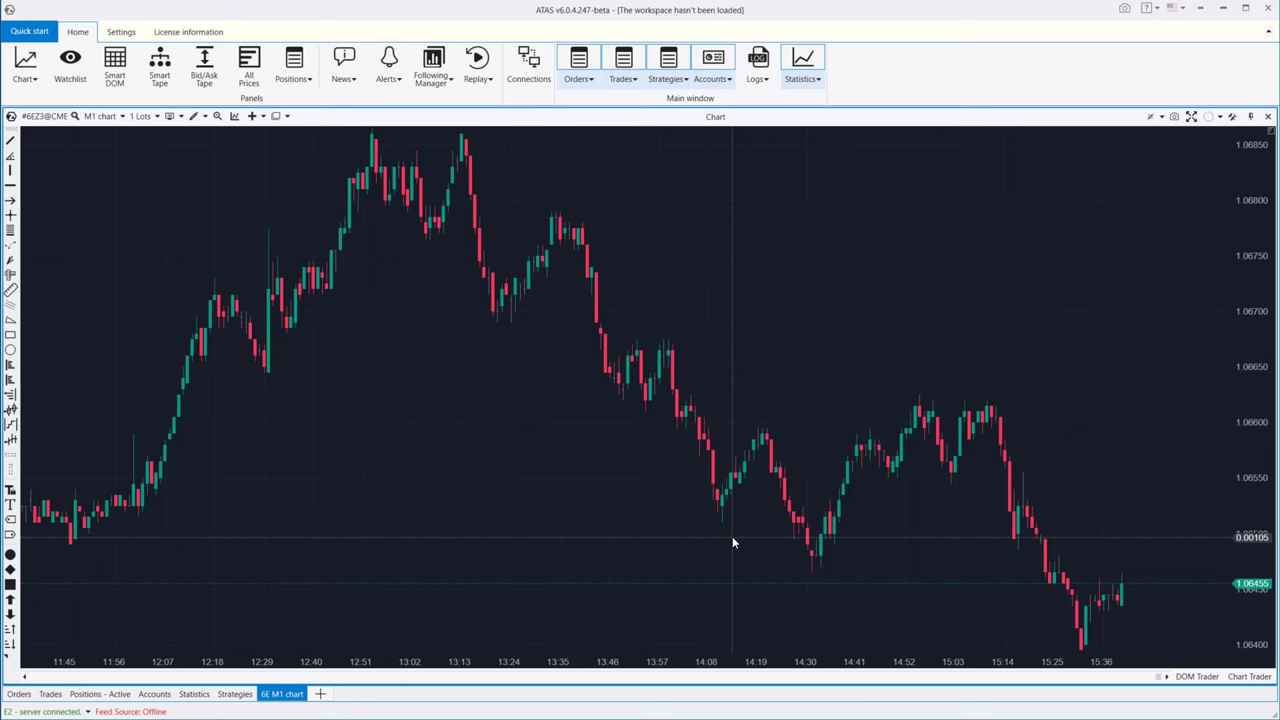 ATAS v6.0.4.247-beta - [The workspace hasn't been loaded]
Quick start Home Settings License information
Chart Watchlist Smart DOM Smart Tape Bid/Ask Tape All Prices Positions News Alerts Following Manager Replay Connections Orders Trades Strategies Accounts LOG Logs Statistics
Panels Main window
#6EZ3@CME M1 chart 1 Lots Chart
1.06850
1.06800
1.06750
1.06700
1.06650
1.06600
1.06550
0.00105
1.06455
1.06450
1.06400
11:45 11:56 12:07 12:18 12:29 12:40 12:51 13:02 13:13 13:24 13:35 13:46 13:57 14:08 14:19 14:30 14:41 14:52 15:03 15:14 15:25 15:36
DOM Trader Chart Trader
Orders Trades Positions - Active Accounts Statistics Strategies 6E M1 chart
E2 - server connected. Feed Source: Offline